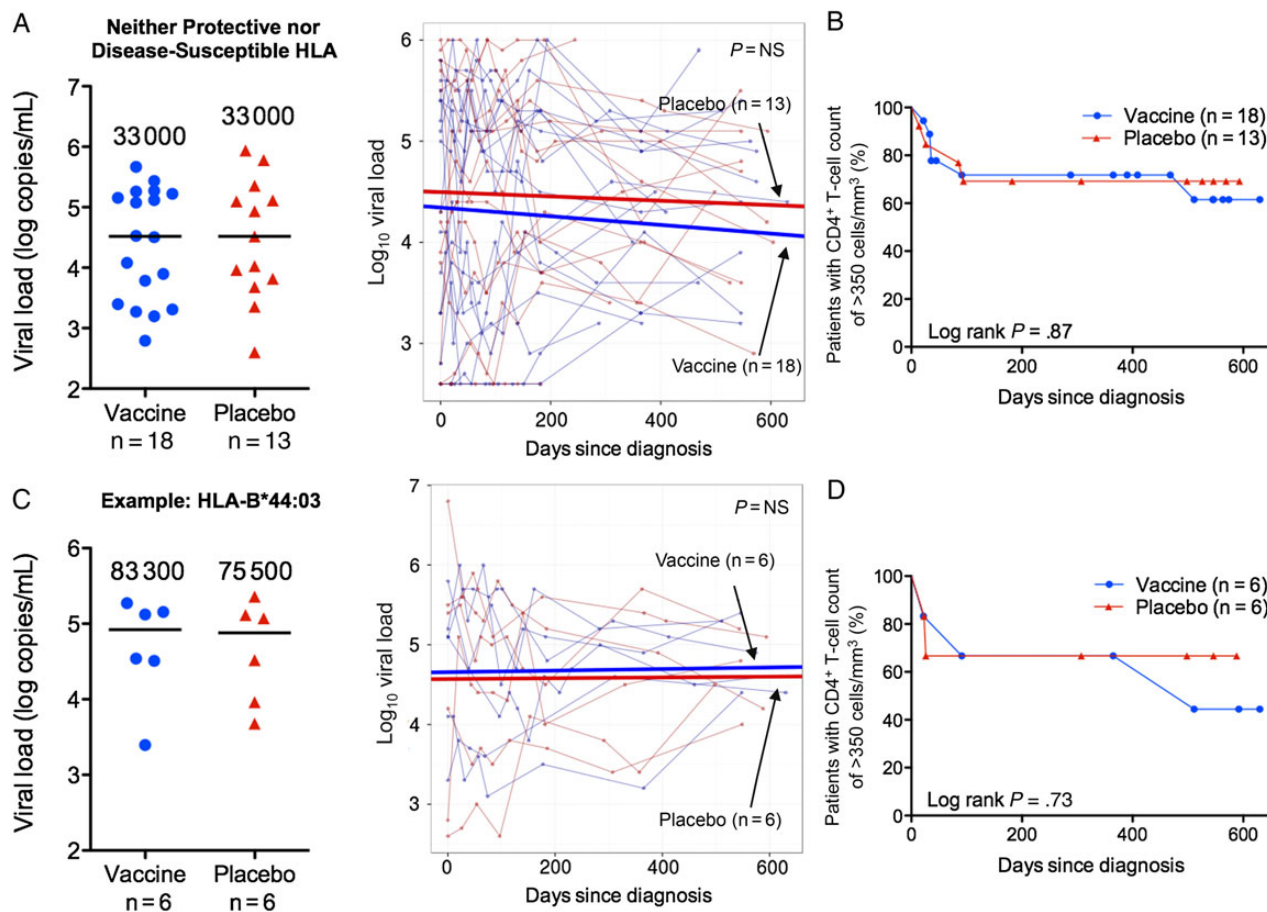 A
Neither Protective nor
Disease-Susceptible HLA
Viral load (log copies/mL)
7
6
5
4
3
2
33 000
33 000
Vaccine
n = 18
Placebo
n = 13
Log10 viral load
6
5
4
3
P = NS
Placebo (n = 13)
Vaccine (n = 18)
0
200
400
600
Days since diagnosis
B
Patients with CD4+ T-cell count
of >350 cells/mm3 (%)
100
80
60
40
20
0
Vaccine (n = 18)
Placebo (n = 13)
Log rank P = .87
0
200
400
600
Days since diagnosis
C
Example: HLA-B*44:03
Viral load (log copies/mL)
6
5
4
3
2
83 300
75 500
Vaccine
n = 6
Placebo
n = 6
Log10 viral load
7
6
5
4
3
P = NS
Vaccine (n = 6)
Placebo (n = 6)
0
200
400
600
Days since diagnosis
D
Patients with CD4+ T-cell count
of >350 cells/mm3 (%)
100
80
60
40
20
0
Vaccine (n = 6)
Placebo (n = 6)
Log rank P = .73
0
200
400
600
Days since diagnosis